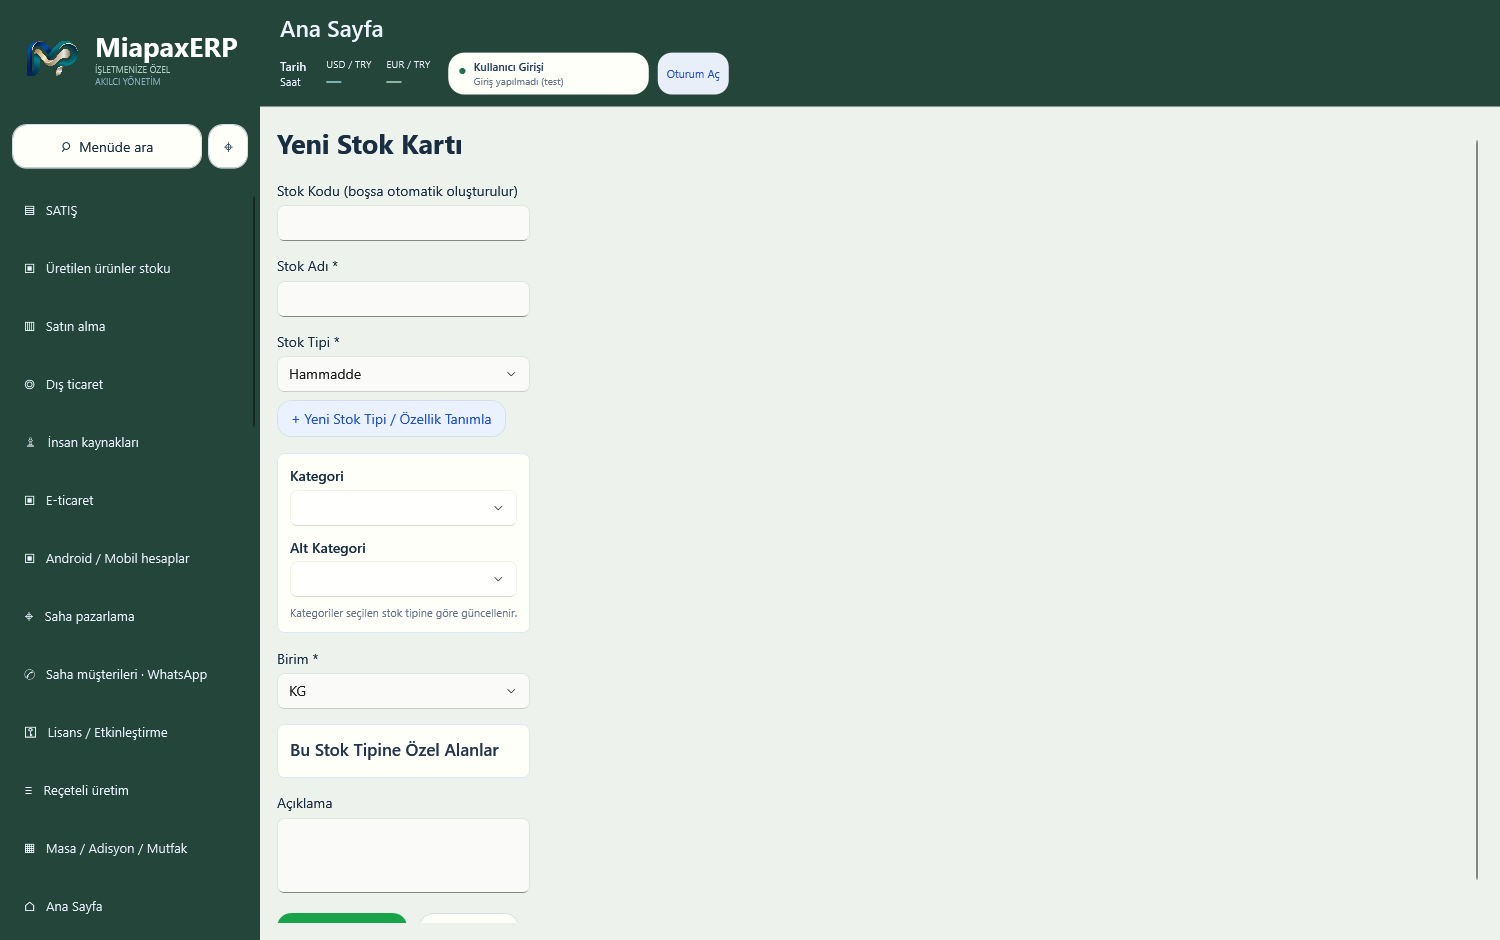 MiapaxERP
İŞLETMENİZE ÖZEL
AKILCI YÖNETİM
Menüde ara
SATIŞ
Üretilen ürünler stoku
Satın alma
Dış ticaret
İnsan kaynakları
E-ticaret
Android / Mobil hesaplar
Saha pazarlama
Saha müşterileri · WhatsApp
Lisans / Etkinleştirme
Reçeteli üretim
Masa / Adisyon / Mutfak
Ana Sayfa
Ana Sayfa
Tarih
Saat
USD / TRY
—
EUR / TRY
—
Kullanıcı Girişi
Giriş yapılmadı (test)
Oturum Aç
Yeni Stok Kartı
Stok Kodu (boşsa otomatik oluşturulur)
Stok Adı *
Stok Tipi *
Hammadde
+ Yeni Stok Tipi / Özellik Tanımla
Kategori
Alt Kategori
Kategoriler seçilen stok tipine göre güncellenir.
Birim *
KG
Bu Stok Tipine Özel Alanlar
Açıklama